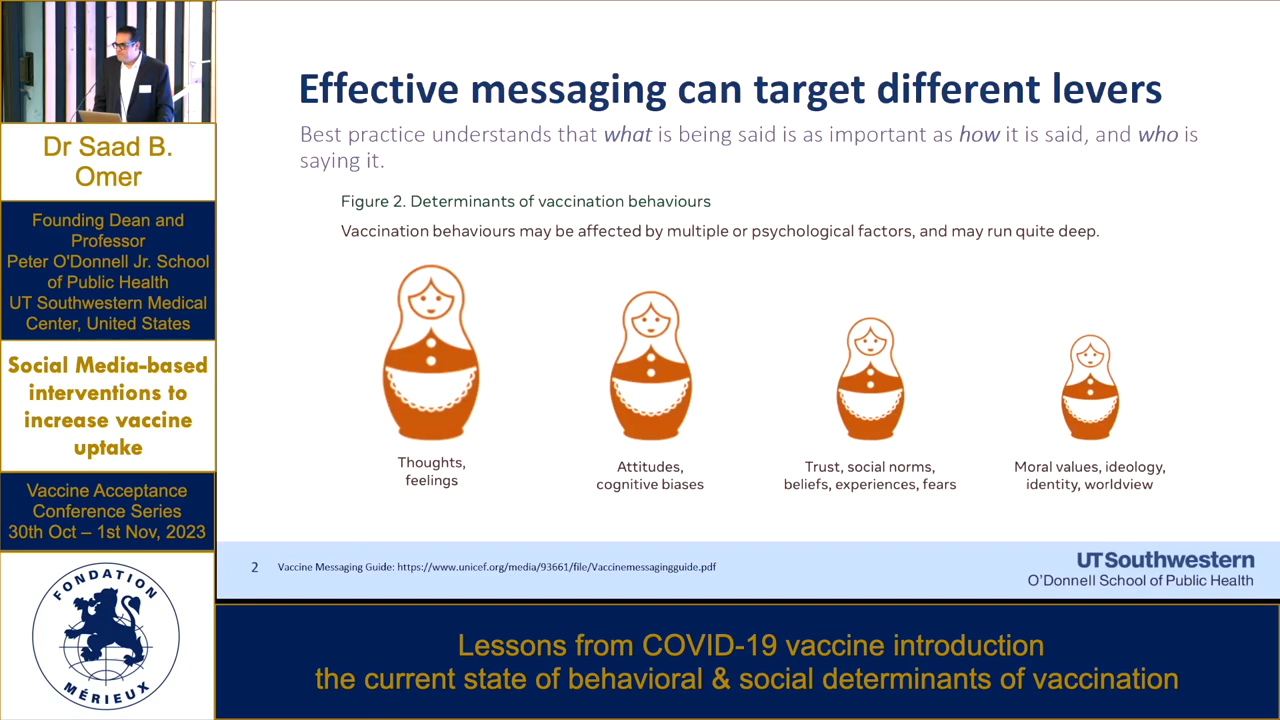 Dr Saad B.
Omer
Founding Dean and
Professor
Peter O'Donnell Jr. School
of Public Health
UT Southwestern Medical
Center, United States
Social Media-based
interventions to
increase vaccine
uptake
Vaccine Acceptance
Conference Series
30th Oct – 1st Nov, 2023
FONDATION
MÉRIEUX
Effective messaging can target different levers
Best practice understands that what is being said is as important as how it is said, and who is
saying it.
Figure 2. Determinants of vaccination behaviours
Vaccination behaviours may be affected by multiple or psychological factors, and may run quite deep.
Thoughts,
feelings
Attitudes,
cognitive biases
Trust, social norms,
beliefs, experiences, fears
Moral values, ideology,
identity, worldview
2 Vaccine Messaging Guide: https://www.unicef.org/media/93661/file/Vaccinemessagingguide.pdf
UTSouthwestern
O'Donnell School of Public Health
Lessons from COVID-19 vaccine introduction
the current state of behavioral & social determinants of vaccination